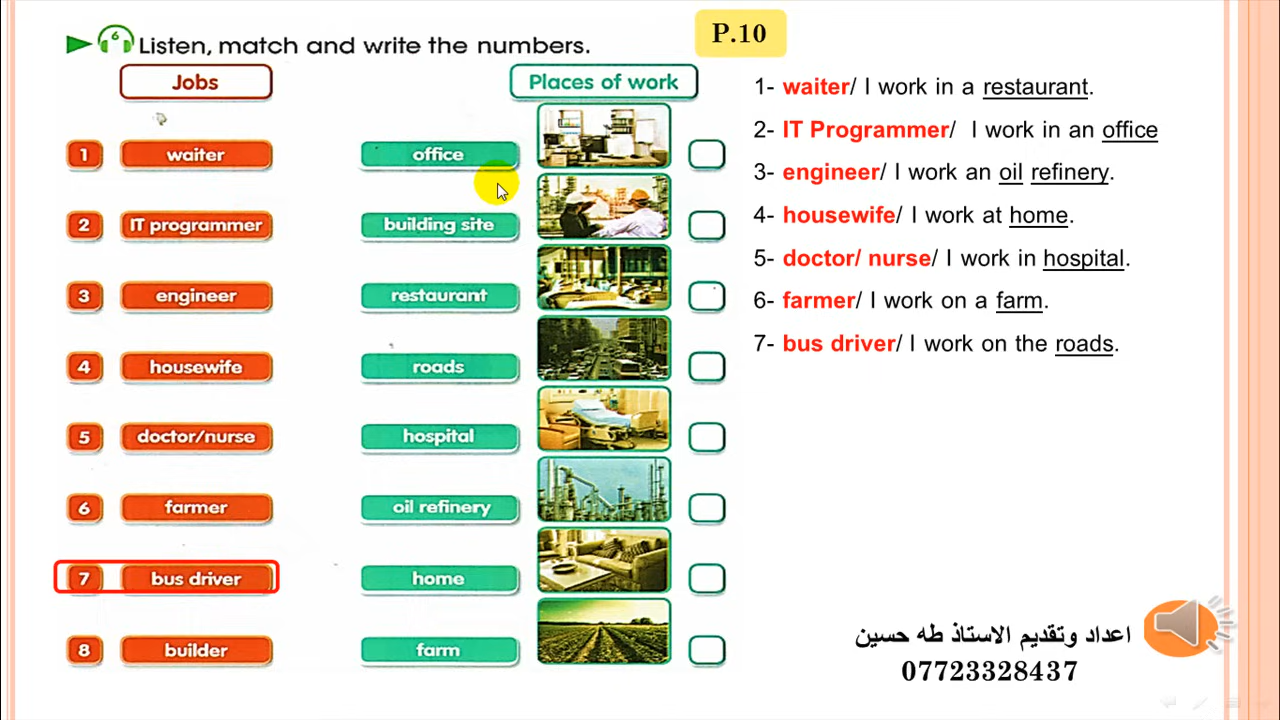 6
Listen, match and write the numbers.
P.10
Jobs
Places of work
1 waiter office
2 IT programmer building site
3 engineer restaurant
4 housewife roads
5 doctor/nurse hospital
6 farmer oil refinery
7 bus driver home
8 builder farm
1- waiter/ I work in a restaurant.
2- IT Programmer/ I work in an office
3- engineer/ I work an oil refinery.
4- housewife/ I work at home.
5- doctor/ nurse/ I work in hospital.
6- farmer/ I work on a farm.
7- bus driver/ I work on the roads.
اعداد وتقديم الاستاذ طه حسين
07723328437